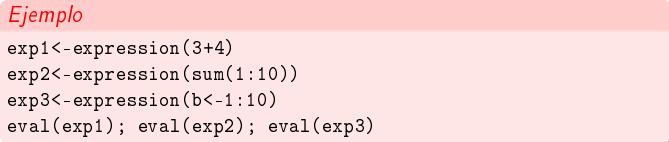 Ejemplo
exp1<-expression(3+4)
exp2<-expression(sum(1:10))
exp3<-expression(b<-1:10)
eval(exp1); eval(exp2); eval(exp3)